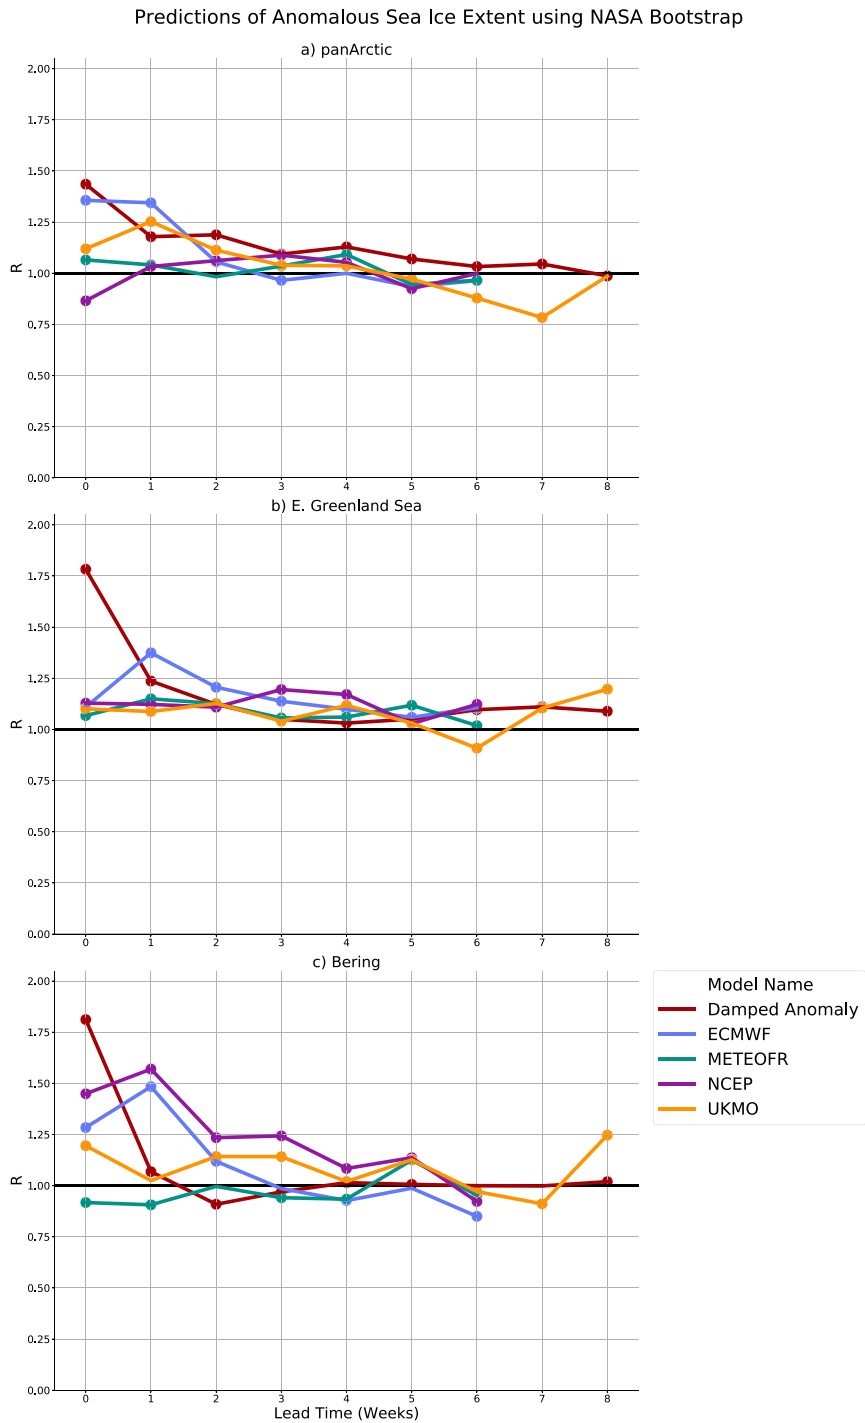 Predictions of Anomalous Sea Ice Extent using NASA Bootstrap
a) panArctic
2.00
1.75
1.50
1.25
1.00
0.75
0.50
0.25
0.00
R
0 1 2 3 4 5 6 7 8
b) E. Greenland Sea
2.00
1.75
1.50
1.25
1.00
0.75
0.50
0.25
0.00
R
0 1 2 3 4 5 6 7 8
c) Bering
2.00
1.75
1.50
1.25
1.00
0.75
0.50
0.25
0.00
R
0 1 2 3 4 5 6 7 8
Lead Time (Weeks)
Model Name
Damped Anomaly
ECMWF
METEOFR
NCEP
UKMO